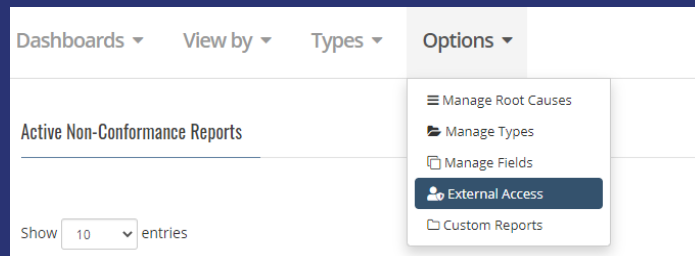 Dashboards View by Types Options
Manage Root Causes
Active Non-Conformance Reports
Manage Types
Manage Fields
External Access
Custom Reports
Show 10 entries